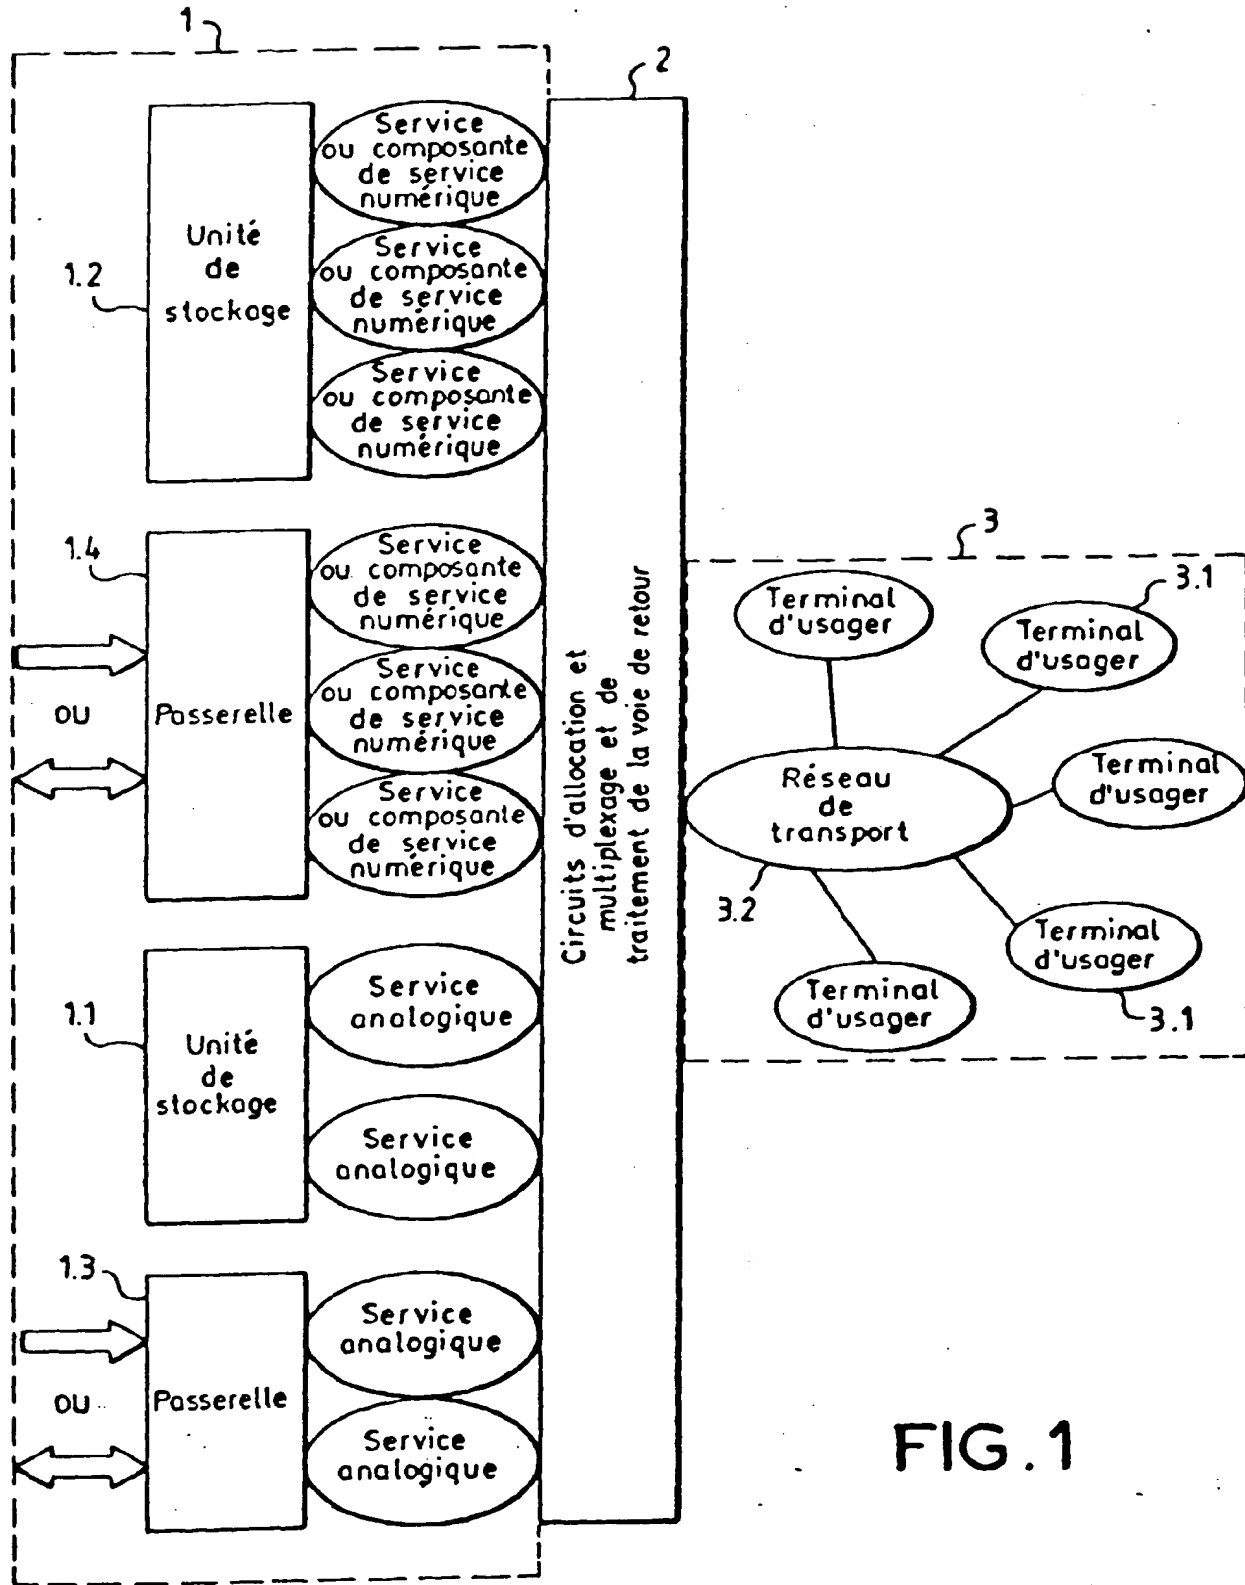 1
2
1.2
Unité
de
stockage
Service
ou composante
de service
numérique
Service
ou composante
de service
numérique
Service
ou composante
de service
numérique
1.4
OU
Passerelle
Service
ou composante
de service
numérique
Service
ou composante
de service
numérique
Service
ou composante
de service
numérique
1.1
Unité
de
stockage
Service
analogique
Service
analogique
1.3
OU
Passerelle
Service
analogique
Service
analogique
Circuits d'allocation et
multiplexage et de
traitement de la voie de retour
3
Terminal
d'usager
3.1
Terminal
d'usager
Terminal
d'usager
Réseau
de
transport
3.2
Terminal
d'usager
3.1
Terminal
d'usager
FIG.1